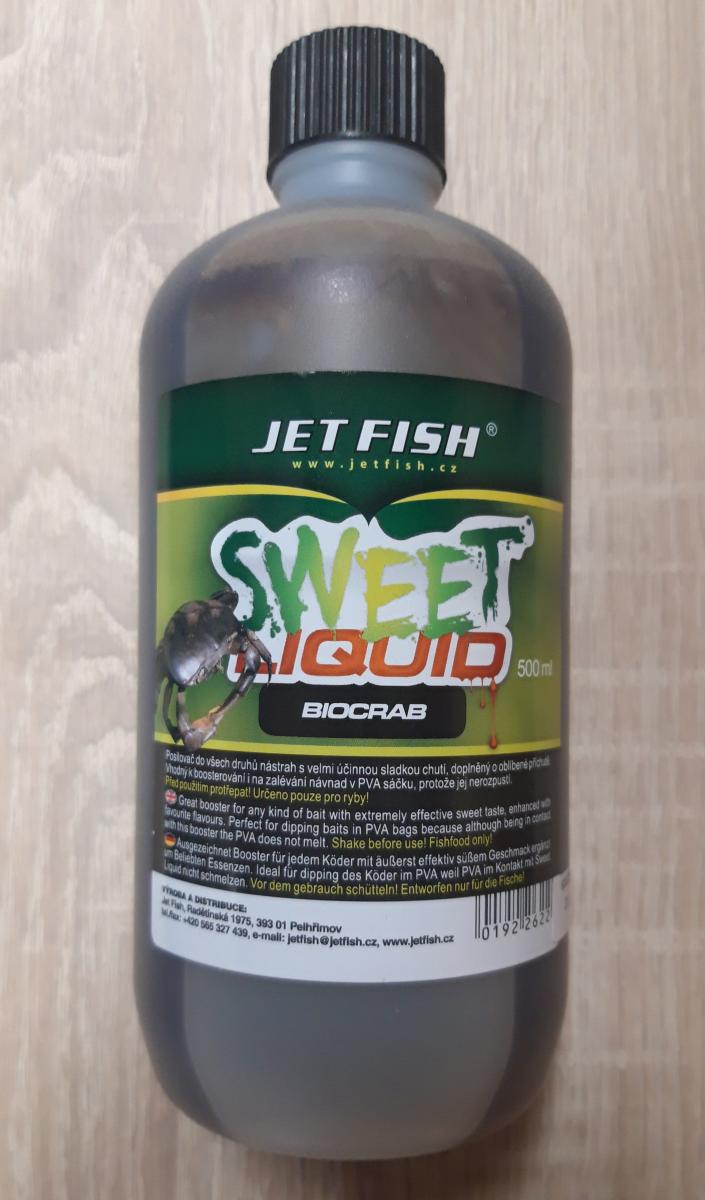 JET FISH®
www.jetfish.cz
SWEET
LIQUID
500 ml
BIOCRAB
Posilovač do všech druhů nástrah s velmi účinnou sladkou chutí, doplněný o oblíbené příchutě.
Vhodný k boosterování i na zalévání návnad v PVA sáčku, protože jej nerozpustí.
Před použitím protřepat! Určeno pouze pro ryby!
Great booster for any kind of bait with extremely effective sweet taste, enhanced with
favourite flavours. Perfect for dipping baits in PVA bags because although being in contact
with this booster the PVA does not melt. Shake before use! Fishfood only!
Ausgezeichnet Booster für jedem Köder mit äußerst effektiv süßem Geschmack ergänzt
um Beliebten Essenzen. Ideal für dipping des Köder im PVA weil PVA im Kontakt mit Sweet
Liquid nicht schmelzen. Vor dem gebrauch schütteln! Entworfen nur für die Fische!
VÝROBA A DISTRIBUCE:
Jet Fish, Radětínská 1975, 393 01 Pelhřimov
tel./fax: +420 565 327 439, e-mail: jetfish@jetfish.cz, www.jetfish.cz
0192 2622